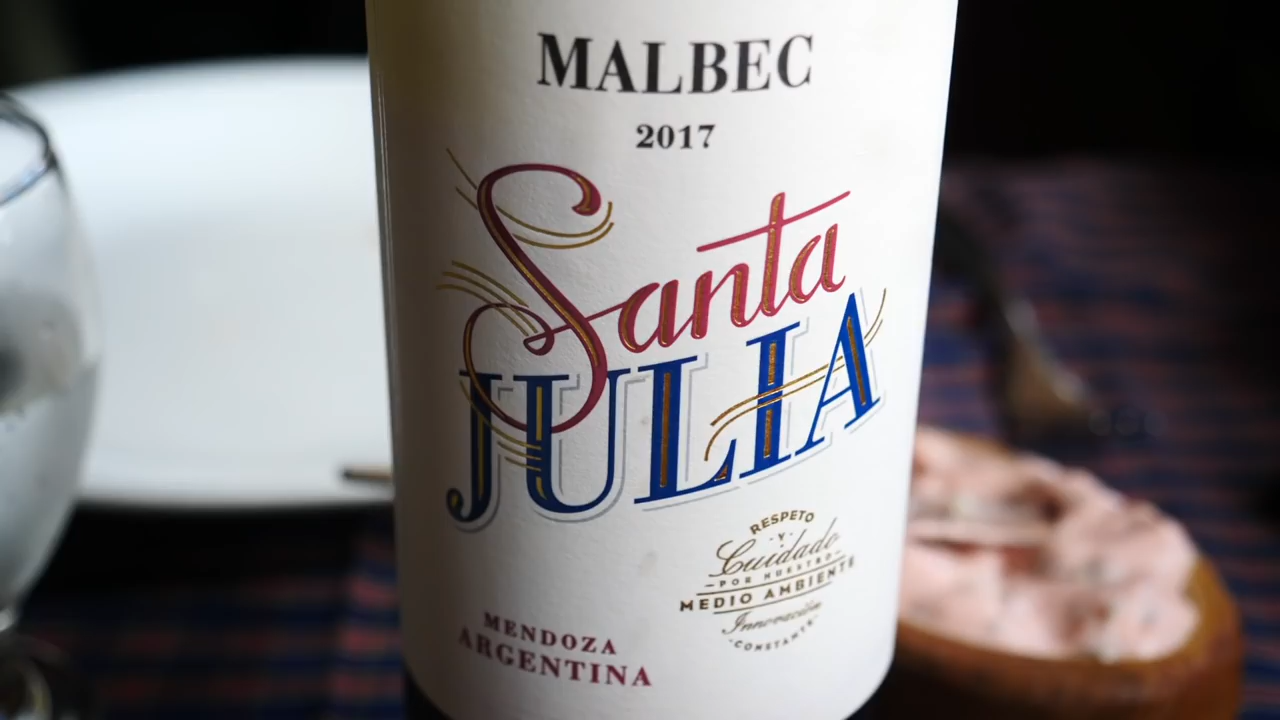 MALBEC
2017
Santa
JULIA
RESPETO
·Y·
Cuidado
POR NUESTRO
MEDIO AMBIENTE
Innovación
·CONSTANTE·
MENDOZA
ARGENTINA